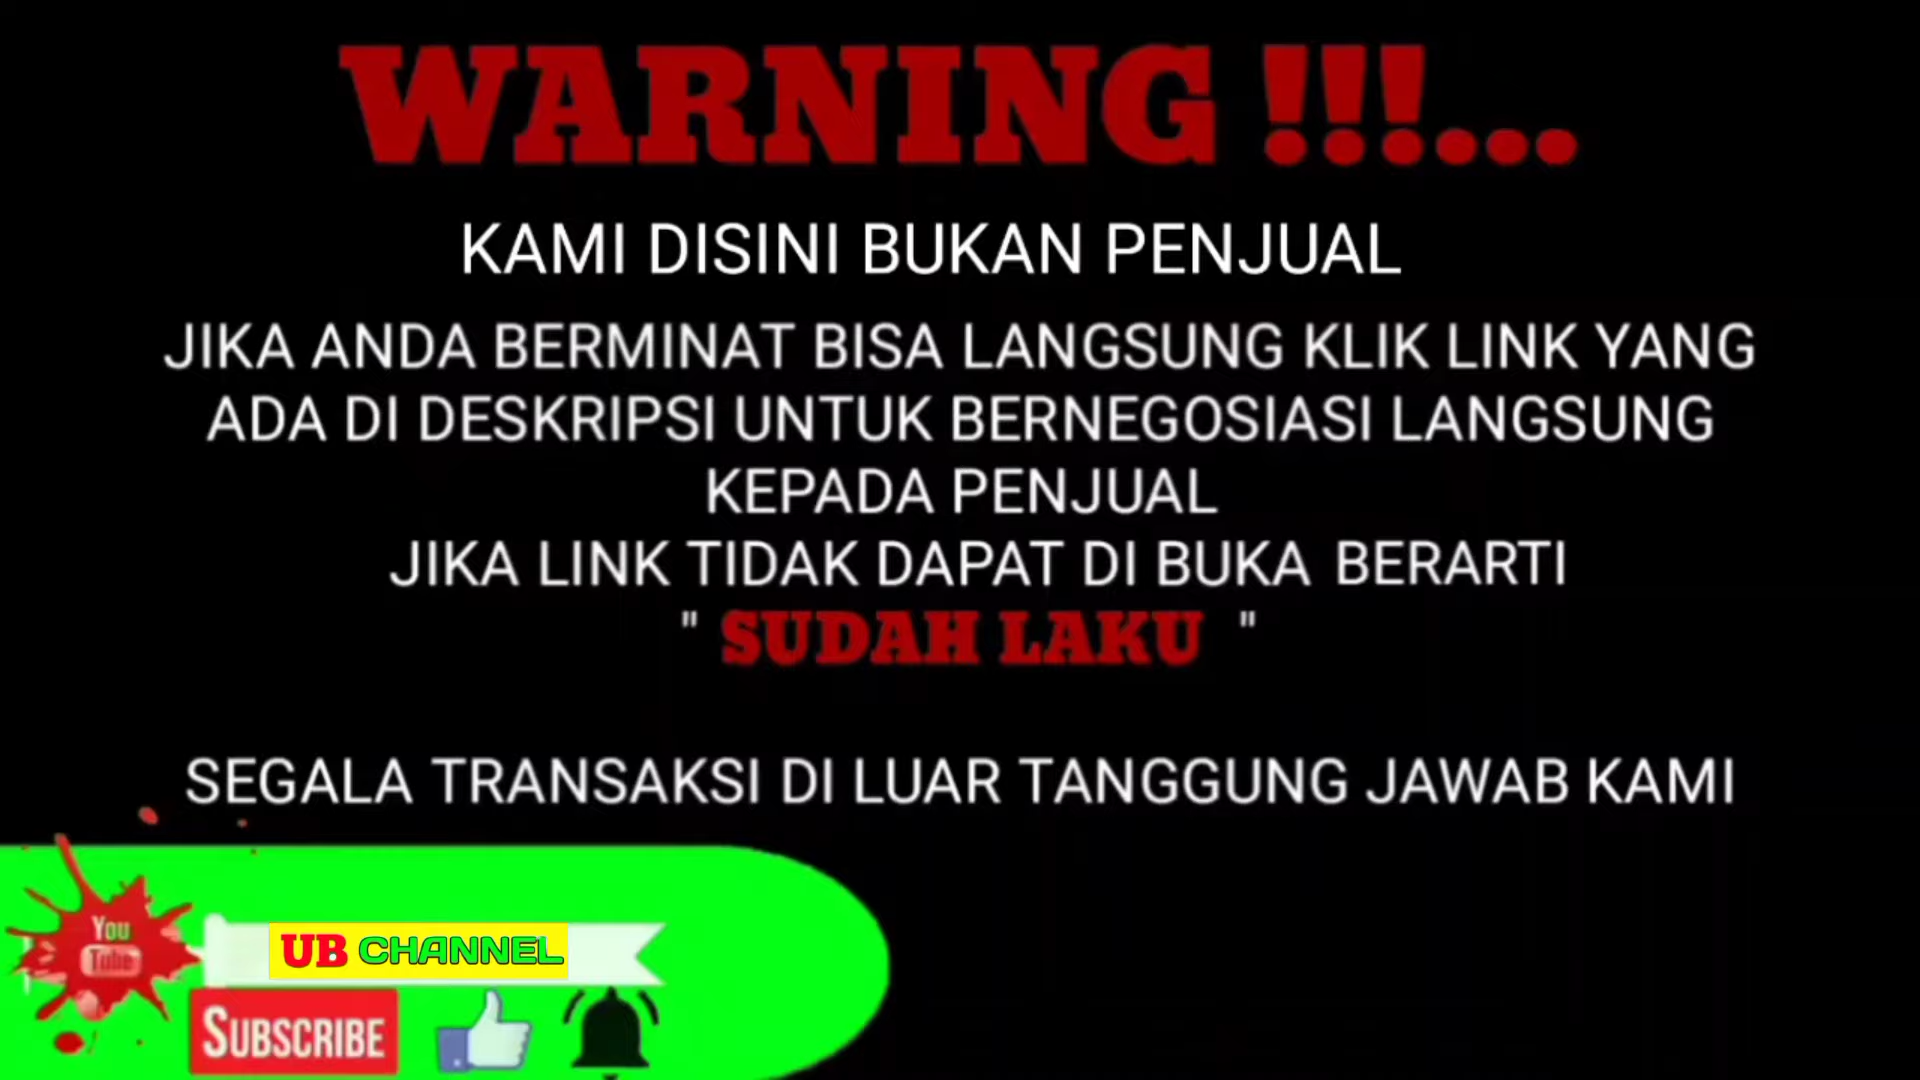 WARNING !!!...
KAMI DISINI BUKAN PENJUAL
JIKA ANDA BERMINAT BISA LANGSUNG KLIK LINK YANG
ADA DI DESKRIPSI UNTUK BERNEGOSIASI LANGSUNG
KEPADA PENJUAL
JIKA LINK TIDAK DAPAT DI BUKA BERARTI
" SUDAH LAKU "
SEGALA TRANSAKSI DI LUAR TANGGUNG JAWAB KAMI
You
Tube
UB CHANNEL
SUBSCRIBE